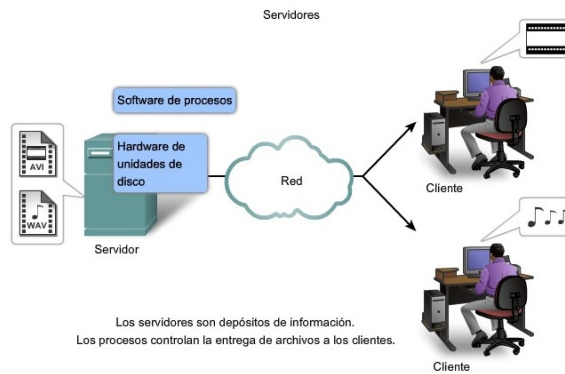 Servidores
Software de procesos
Hardware de
unidades de
disco
AVI
WAV
Red
Servidor
Cliente
Cliente
Los servidores son depósitos de información.
Los procesos controlan la entrega de archivos a los clientes.